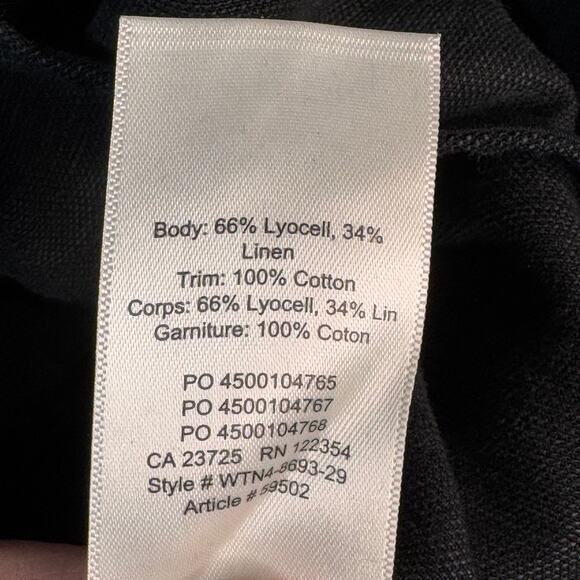 Body: 66% Lyocell, 34%
Linen
Trim: 100% Cotton
Corps: 66% Lyocell, 34% Lin
Garniture: 100% Coton
PO 4500104765
PO 4500104767
PO 4500104768
CA 23725 RN 122354
Style # WTN4-8693-29
Article # 59502